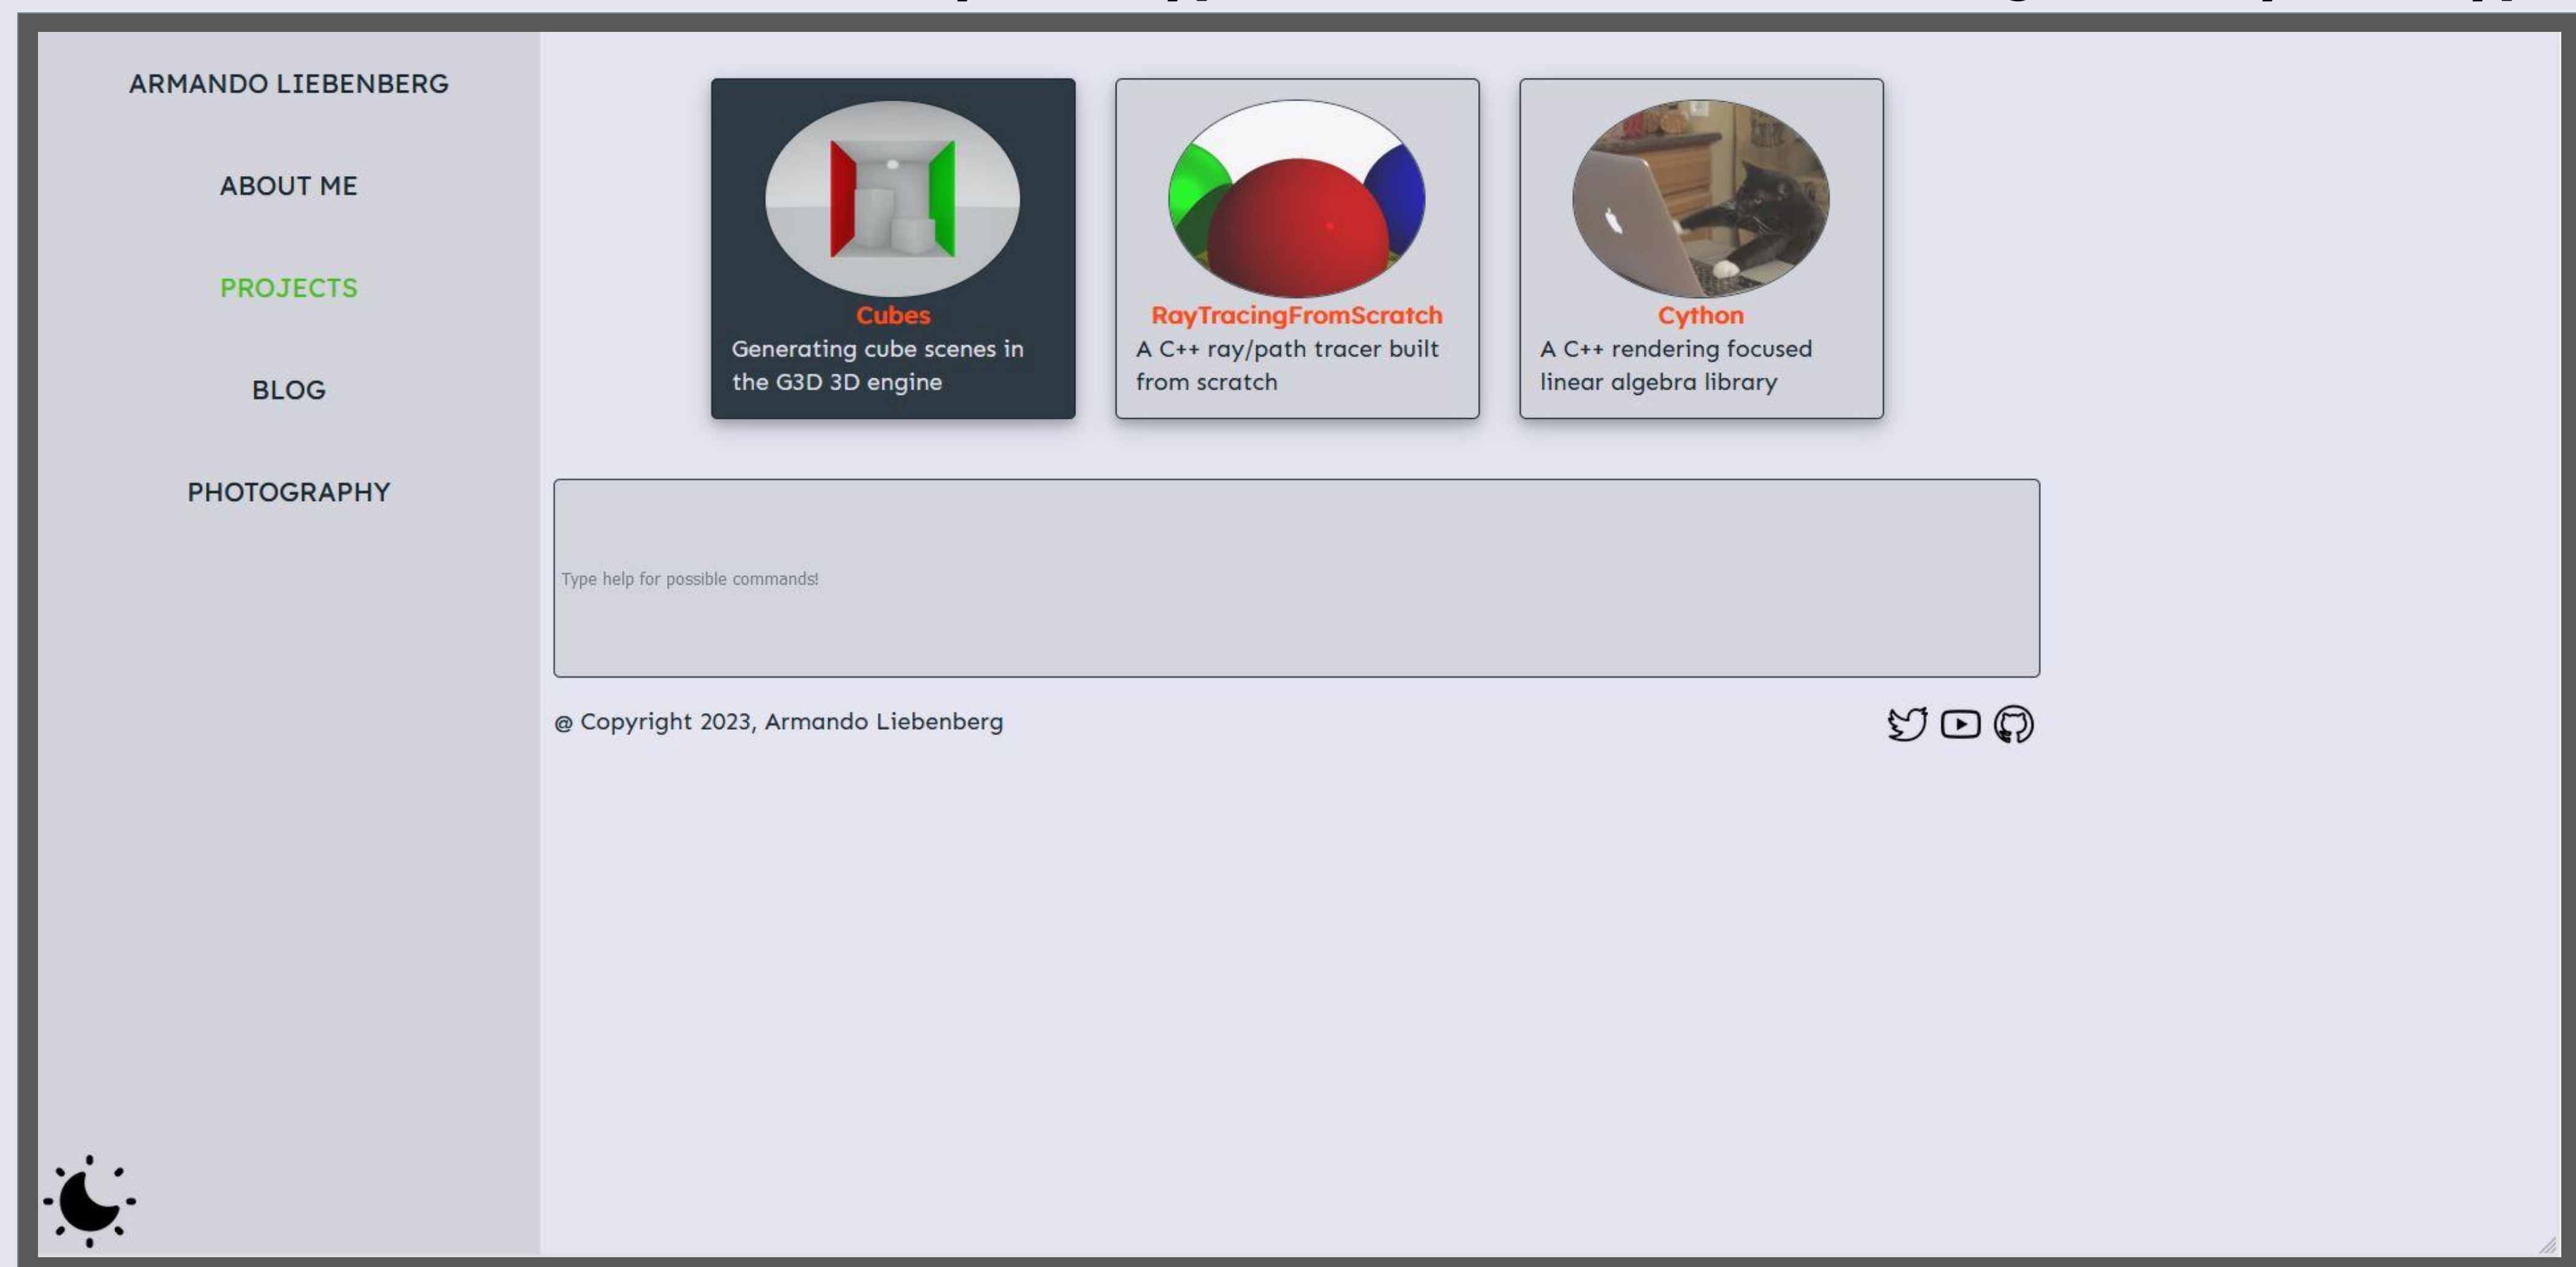 ARMANDO LIEBENBERG
ABOUT ME
PROJECTS
BLOG
PHOTOGRAPHY
Cubes
Generating cube scenes in
the G3D 3D engine
RayTracingFromScratch
A C++ ray/path tracer built
from scratch
Cython
A C++ rendering focused
linear algebra library
Type help for possible commands!
@ Copyright 2023, Armando Liebenberg